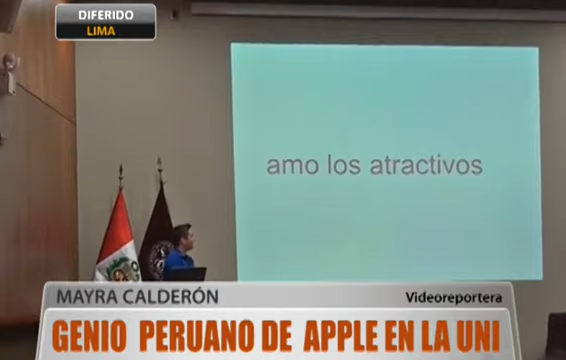 DIFERIDO
LIMA
amo los atractivos
MAYRA CALDERÓN
Videoreportera
GENIO PERUANO DE APPLE EN LA UNI